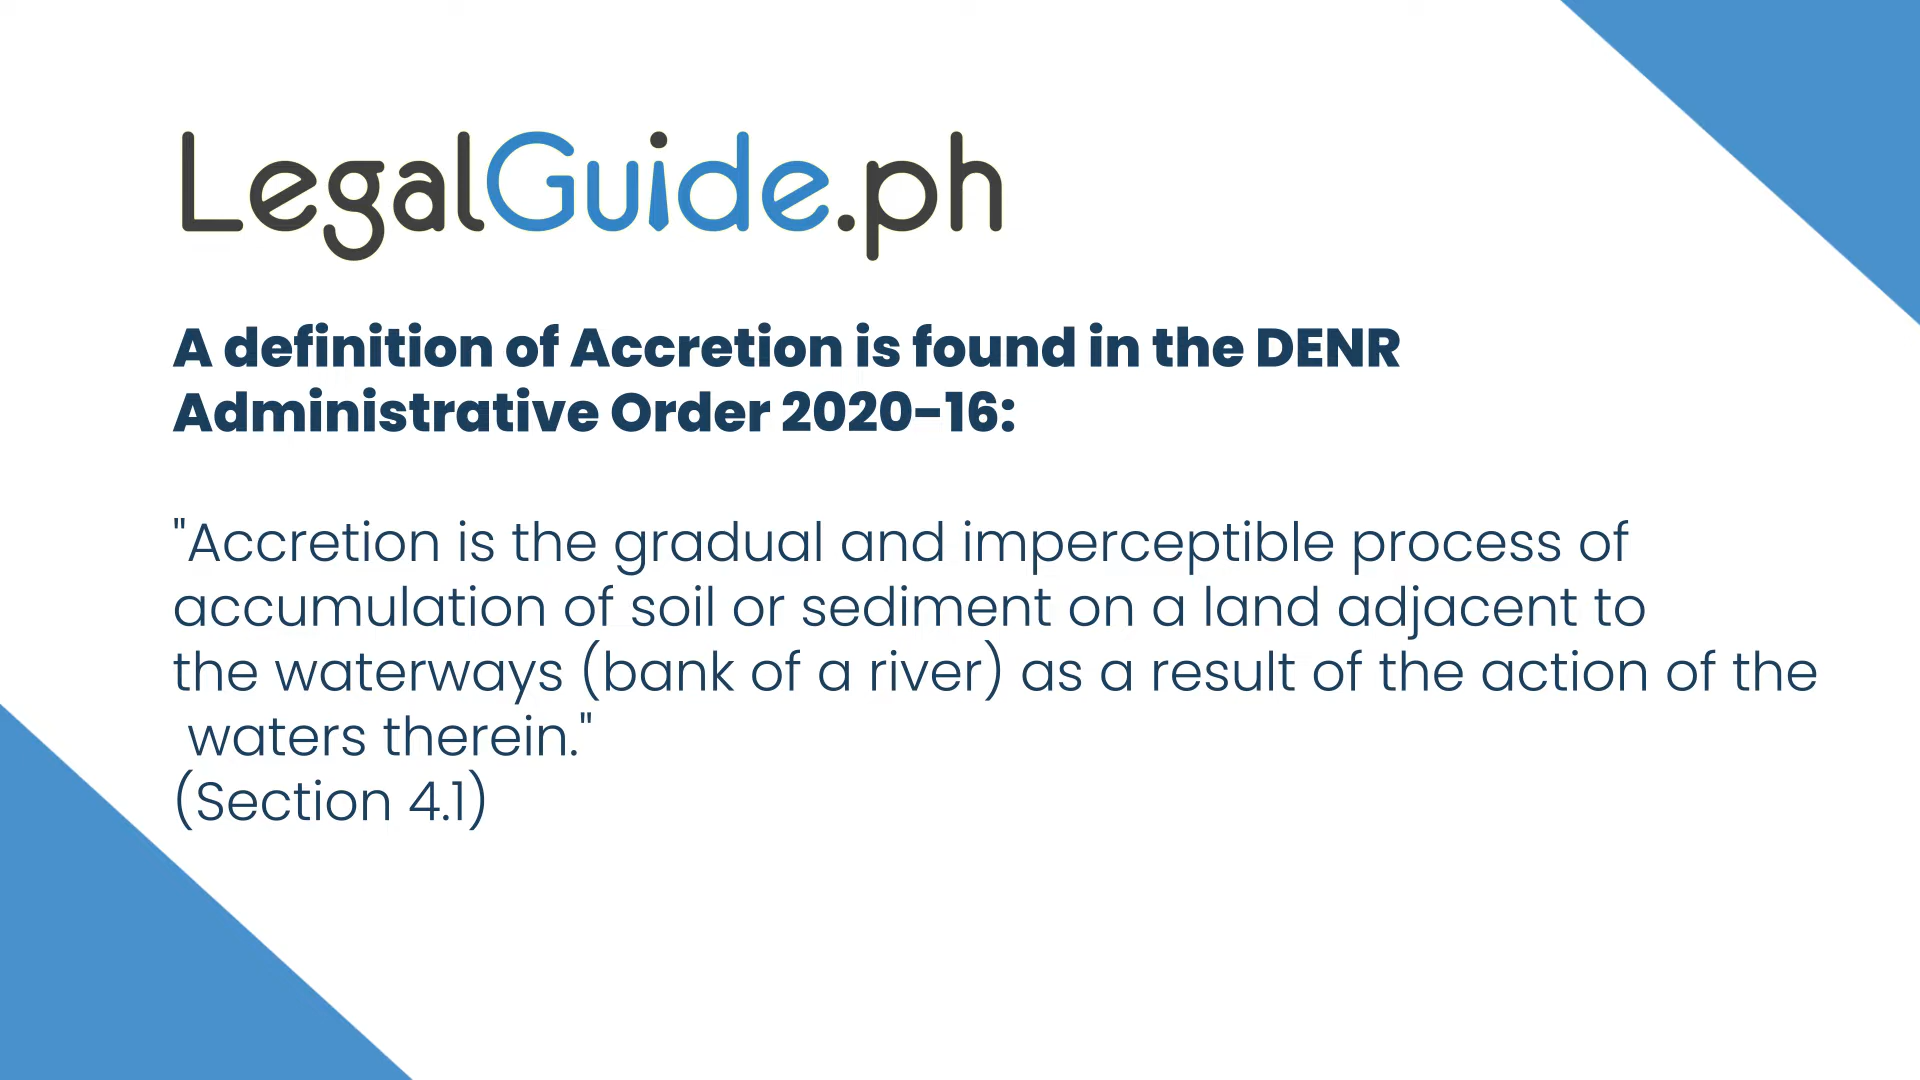 LegalGuide.ph
A definition of Accretion is found in the DENR
Administrative Order 2020-16:
"Accretion is the gradual and imperceptible process of
accumulation of soil or sediment on a land adjacent to
the waterways (bank of a river) as a result of the action of the
waters therein."
(Section 4.1)